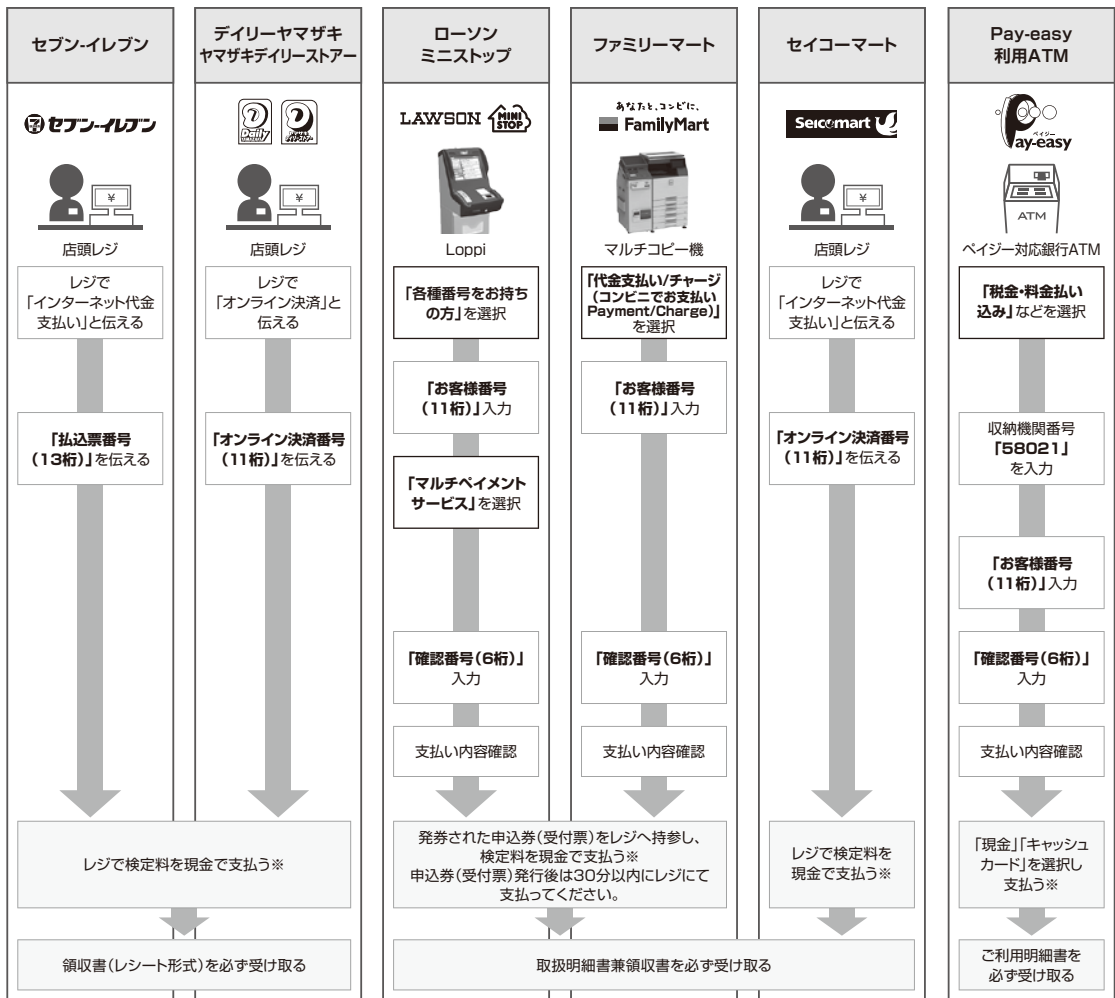 セブン-イレブン
デイリーヤマザキ
ヤマザキデイリーストアー
ローソン
ミニストップ
ファミリーマート
セイコーマート
Pay-easy
利用ATM
セブン-イレブン
Daily
LAWSON
MINI
STOP
あなたと、コンビに、
FamilyMart
Seicomart
ペイジー
Pay-easy
¥
¥
¥
ATM
店頭レジ
店頭レジ
Loppi
マルチコピー機
店頭レジ
ペイジー対応銀行ATM
レジで
「インターネット代金
支払い」と伝える
レジで
「オンライン決済」と
伝える
「各種番号をお持ち
の方」を選択
「代金支払い/チャージ
(コンビニでお支払い
Payment/Charge)」
を選択
レジで
「インターネット代金
支払い」と伝える
「税金・料金払い
込み」などを選択
「お客様番号
(11桁)」入力
「お客様番号
(11桁)」入力
「払込票番号
(13桁)」を伝える
「オンライン決済番号
(11桁)」を伝える
「マルチペイメント
サービス」を選択
「オンライン決済番号
(11桁)」を伝える
収納機関番号
「58021」
を入力
「お客様番号
(11桁)」入力
「確認番号(6桁)」
入力
「確認番号(6桁)」
入力
「確認番号(6桁)」
入力
支払い内容確認
支払い内容確認
支払い内容確認
レジで検定料を現金で支払う※
発券された申込券(受付票)をレジへ持参し、
検定料を現金で支払う※
申込券(受付票)発行後は30分以内にレジにて
支払ってください。
レジで検定料を
現金で支払う※
「現金」「キャッシュ
カード」を選択し
支払う※
領収書(レシート形式)を必ず受け取る
取扱明細書兼領収書を必ず受け取る
ご利用明細書を
必ず受け取る